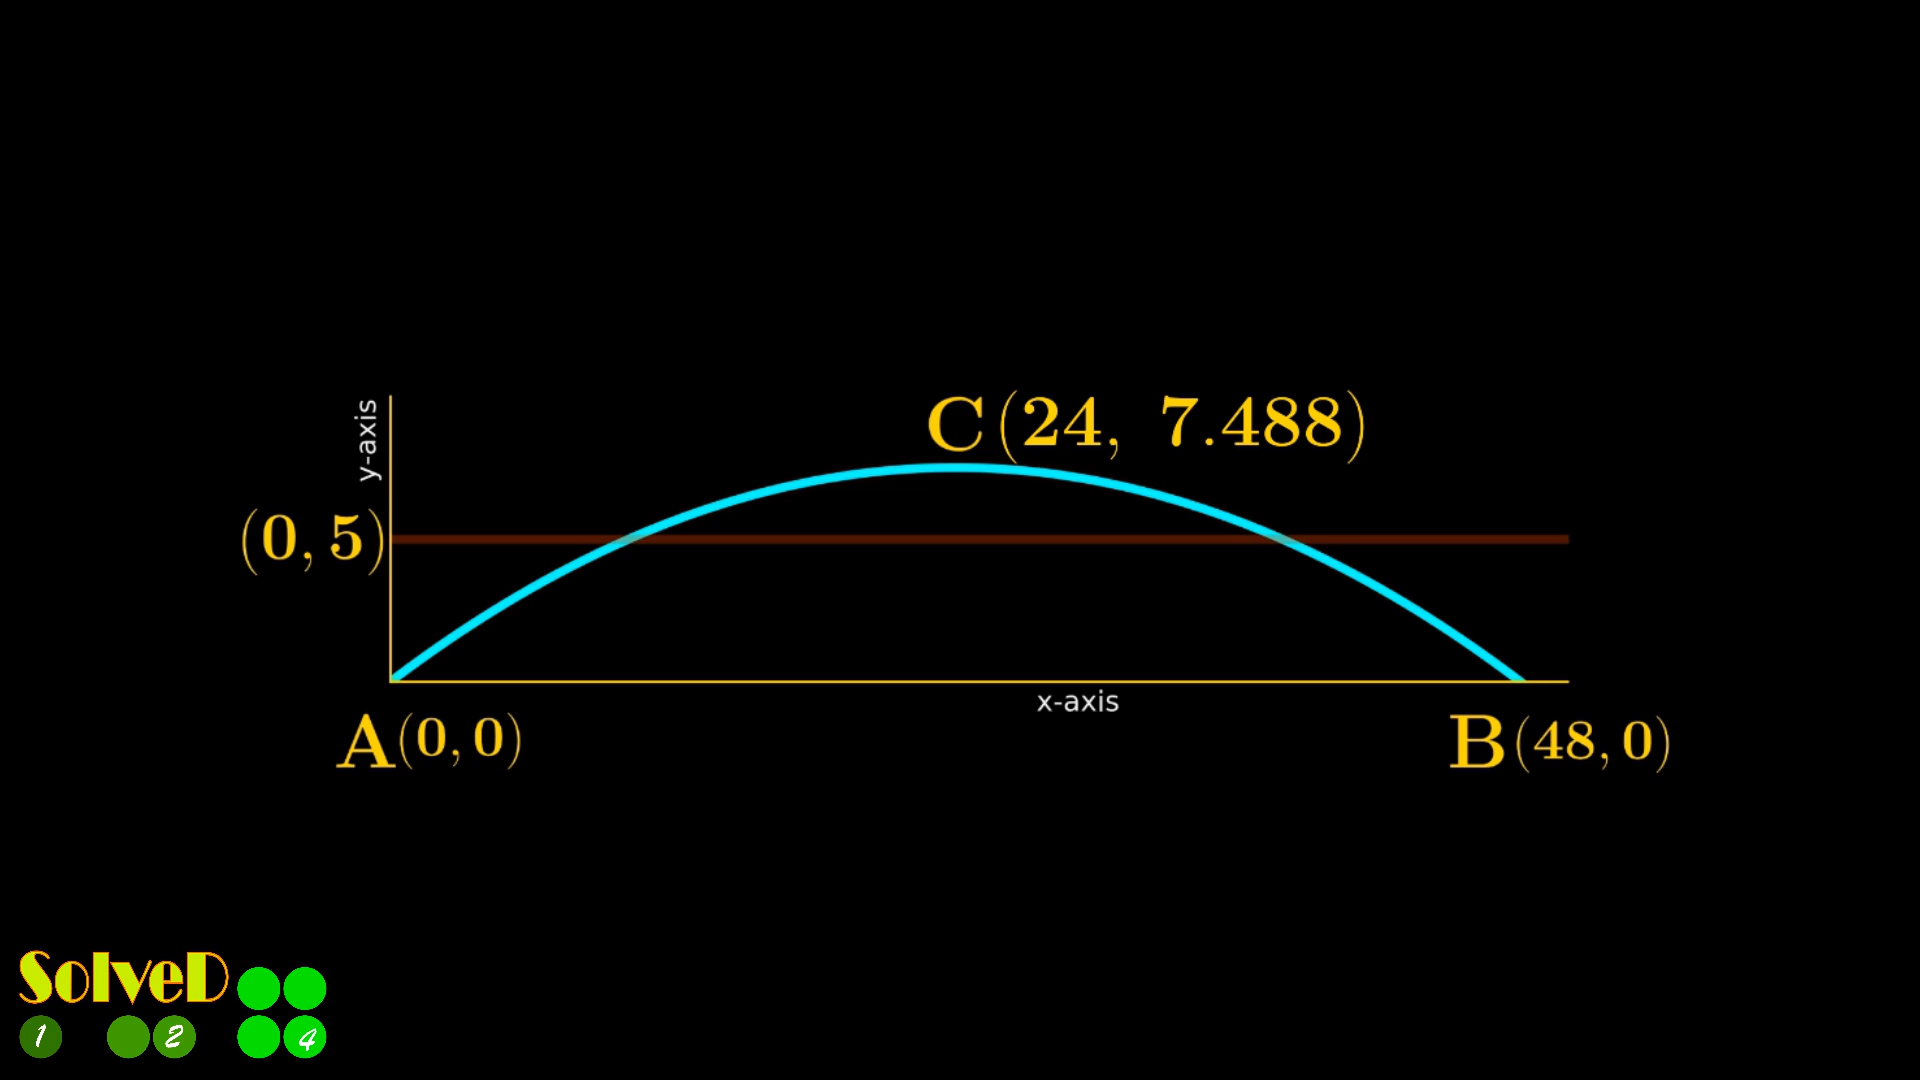 y-axis
C(24, 7.488)
(0,5)
x-axis
A(0,0)
B(48,0)
SolveD
1 2 4